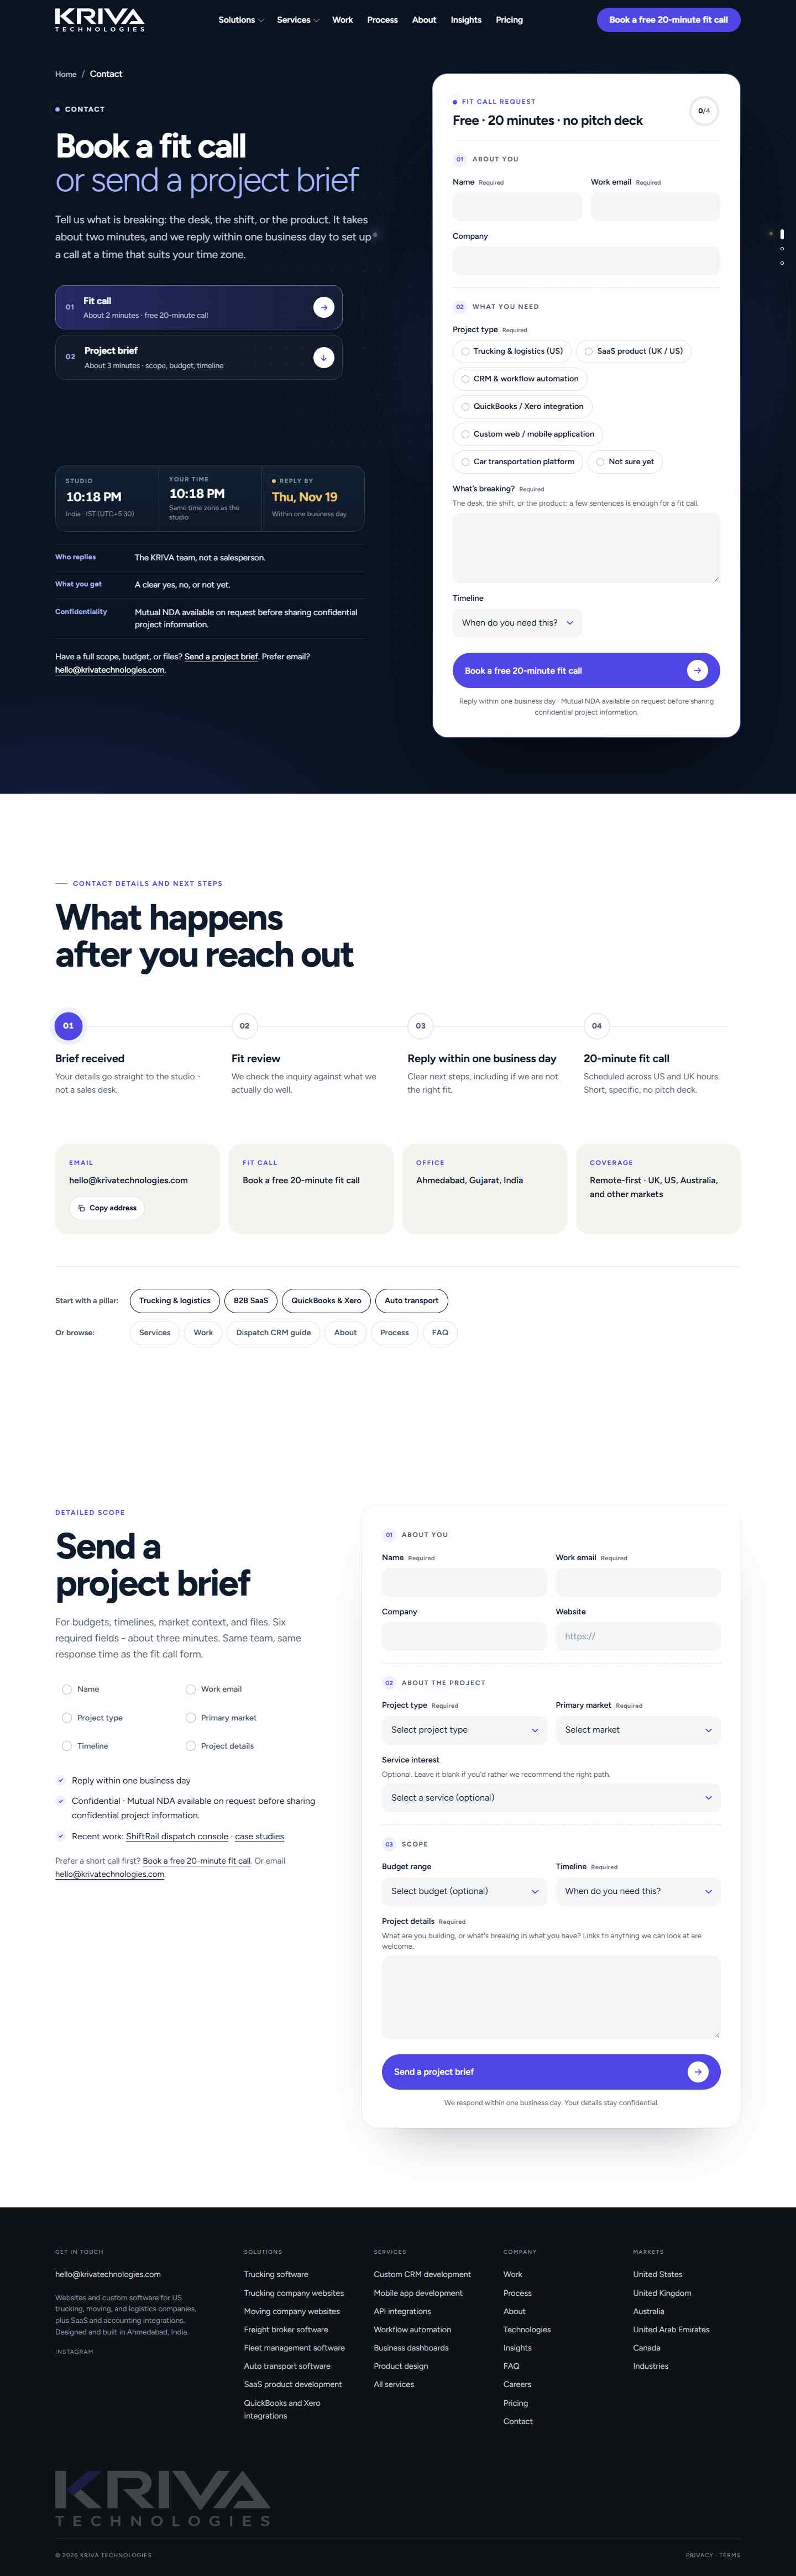 KRIVA
TECHNOLOGIES
Solutions Services Work Process About Insights Pricing
Book a free 20-minute fit call
Home / Contact
CONTACT
Book a fit call
or send a project brief
Tell us what is breaking: the desk, the shift, or the product. It takes
about two minutes, and we reply within one business day to set up
a call at a time that suits your time zone.
01 Fit call
About 2 minutes · free 20-minute call
02 Project brief
About 3 minutes · scope, budget, timeline
STUDIO
10:18 PM
India · IST (UTC+5:30)
YOUR TIME
10:18 PM
Same time zone as the
studio
REPLY BY
Thu, Nov 19
Within one business day
Who replies The KRIVA team, not a salesperson.
What you get A clear yes, no, or not yet.
Confidentiality Mutual NDA available on request before sharing confidential
project information.
Have a full scope, budget, or files? Send a project brief. Prefer email?
hello@krivatechnologies.com.
FIT CALL REQUEST
Free · 20 minutes · no pitch deck
0/4
01 ABOUT YOU
Name Required
Work email Required
Company
02 WHAT YOU NEED
Project type Required
Trucking & logistics (US)
SaaS product (UK / US)
CRM & workflow automation
QuickBooks / Xero integration
Custom web / mobile application
Car transportation platform
Not sure yet
What's breaking? Required
The desk, the shift, or the product: a few sentences is enough for a fit call.
Timeline
When do you need this?
Book a free 20-minute fit call
Reply within one business day · Mutual NDA available on request before sharing
confidential project information.
CONTACT DETAILS AND NEXT STEPS
What happens
after you reach out
01
Brief received
Your details go straight to the studio -
not a sales desk.
02
Fit review
We check the inquiry against what we
actually do well.
03
Reply within one business day
Clear next steps, including if we are not
the right fit.
04
20-minute fit call
Scheduled across US and UK hours.
Short, specific, no pitch deck.
EMAIL
hello@krivatechnologies.com
Copy address
FIT CALL
Book a free 20-minute fit call
OFFICE
Ahmedabad, Gujarat, India
COVERAGE
Remote-first · UK, US, Australia,
and other markets
Start with a pillar: Trucking & logistics B2B SaaS QuickBooks & Xero Auto transport
Or browse: Services Work Dispatch CRM guide About Process FAQ
DETAILED SCOPE
Send a
project brief
For budgets, timelines, market context, and files. Six
required fields - about three minutes. Same team, same
response time as the fit call form.
Name Work email
Project type Primary market
Timeline Project details
Reply within one business day
Confidential · Mutual NDA available on request before sharing
confidential project information.
Recent work: ShiftRail dispatch console · case studies
Prefer a short call first? Book a free 20-minute fit call. Or email
hello@krivatechnologies.com.
01 ABOUT YOU
Name Required
Work email Required
Company
Website
https://
02 ABOUT THE PROJECT
Project type Required
Select project type
Primary market Required
Select market
Service interest
Optional. Leave it blank if you'd rather we recommend the right path.
Select a service (optional)
03 SCOPE
Budget range
Select budget (optional)
Timeline Required
When do you need this?
Project details Required
What are you building, or what's breaking in what you have? Links to anything we can look at are
welcome.
Send a project brief
We respond within one business day. Your details stay confidential.
GET IN TOUCH
hello@krivatechnologies.com
Websites and custom software for US
trucking, moving, and logistics companies,
plus SaaS and accounting integrations.
Designed and built in Ahmedabad, India.
INSTAGRAM
SOLUTIONS
Trucking software
Trucking company websites
Moving company websites
Freight broker software
Fleet management software
Auto transport software
SaaS product development
QuickBooks and Xero
integrations
SERVICES
Custom CRM development
Mobile app development
API integrations
Workflow automation
Business dashboards
Product design
All services
COMPANY
Work
Process
About
Technologies
Insights
FAQ
Careers
Pricing
Contact
MARKETS
United States
United Kingdom
Australia
United Arab Emirates
Canada
Industries
KRIVA
TECHNOLOGIES
© 2026 KRIVA TECHNOLOGIES
PRIVACY · TERMS